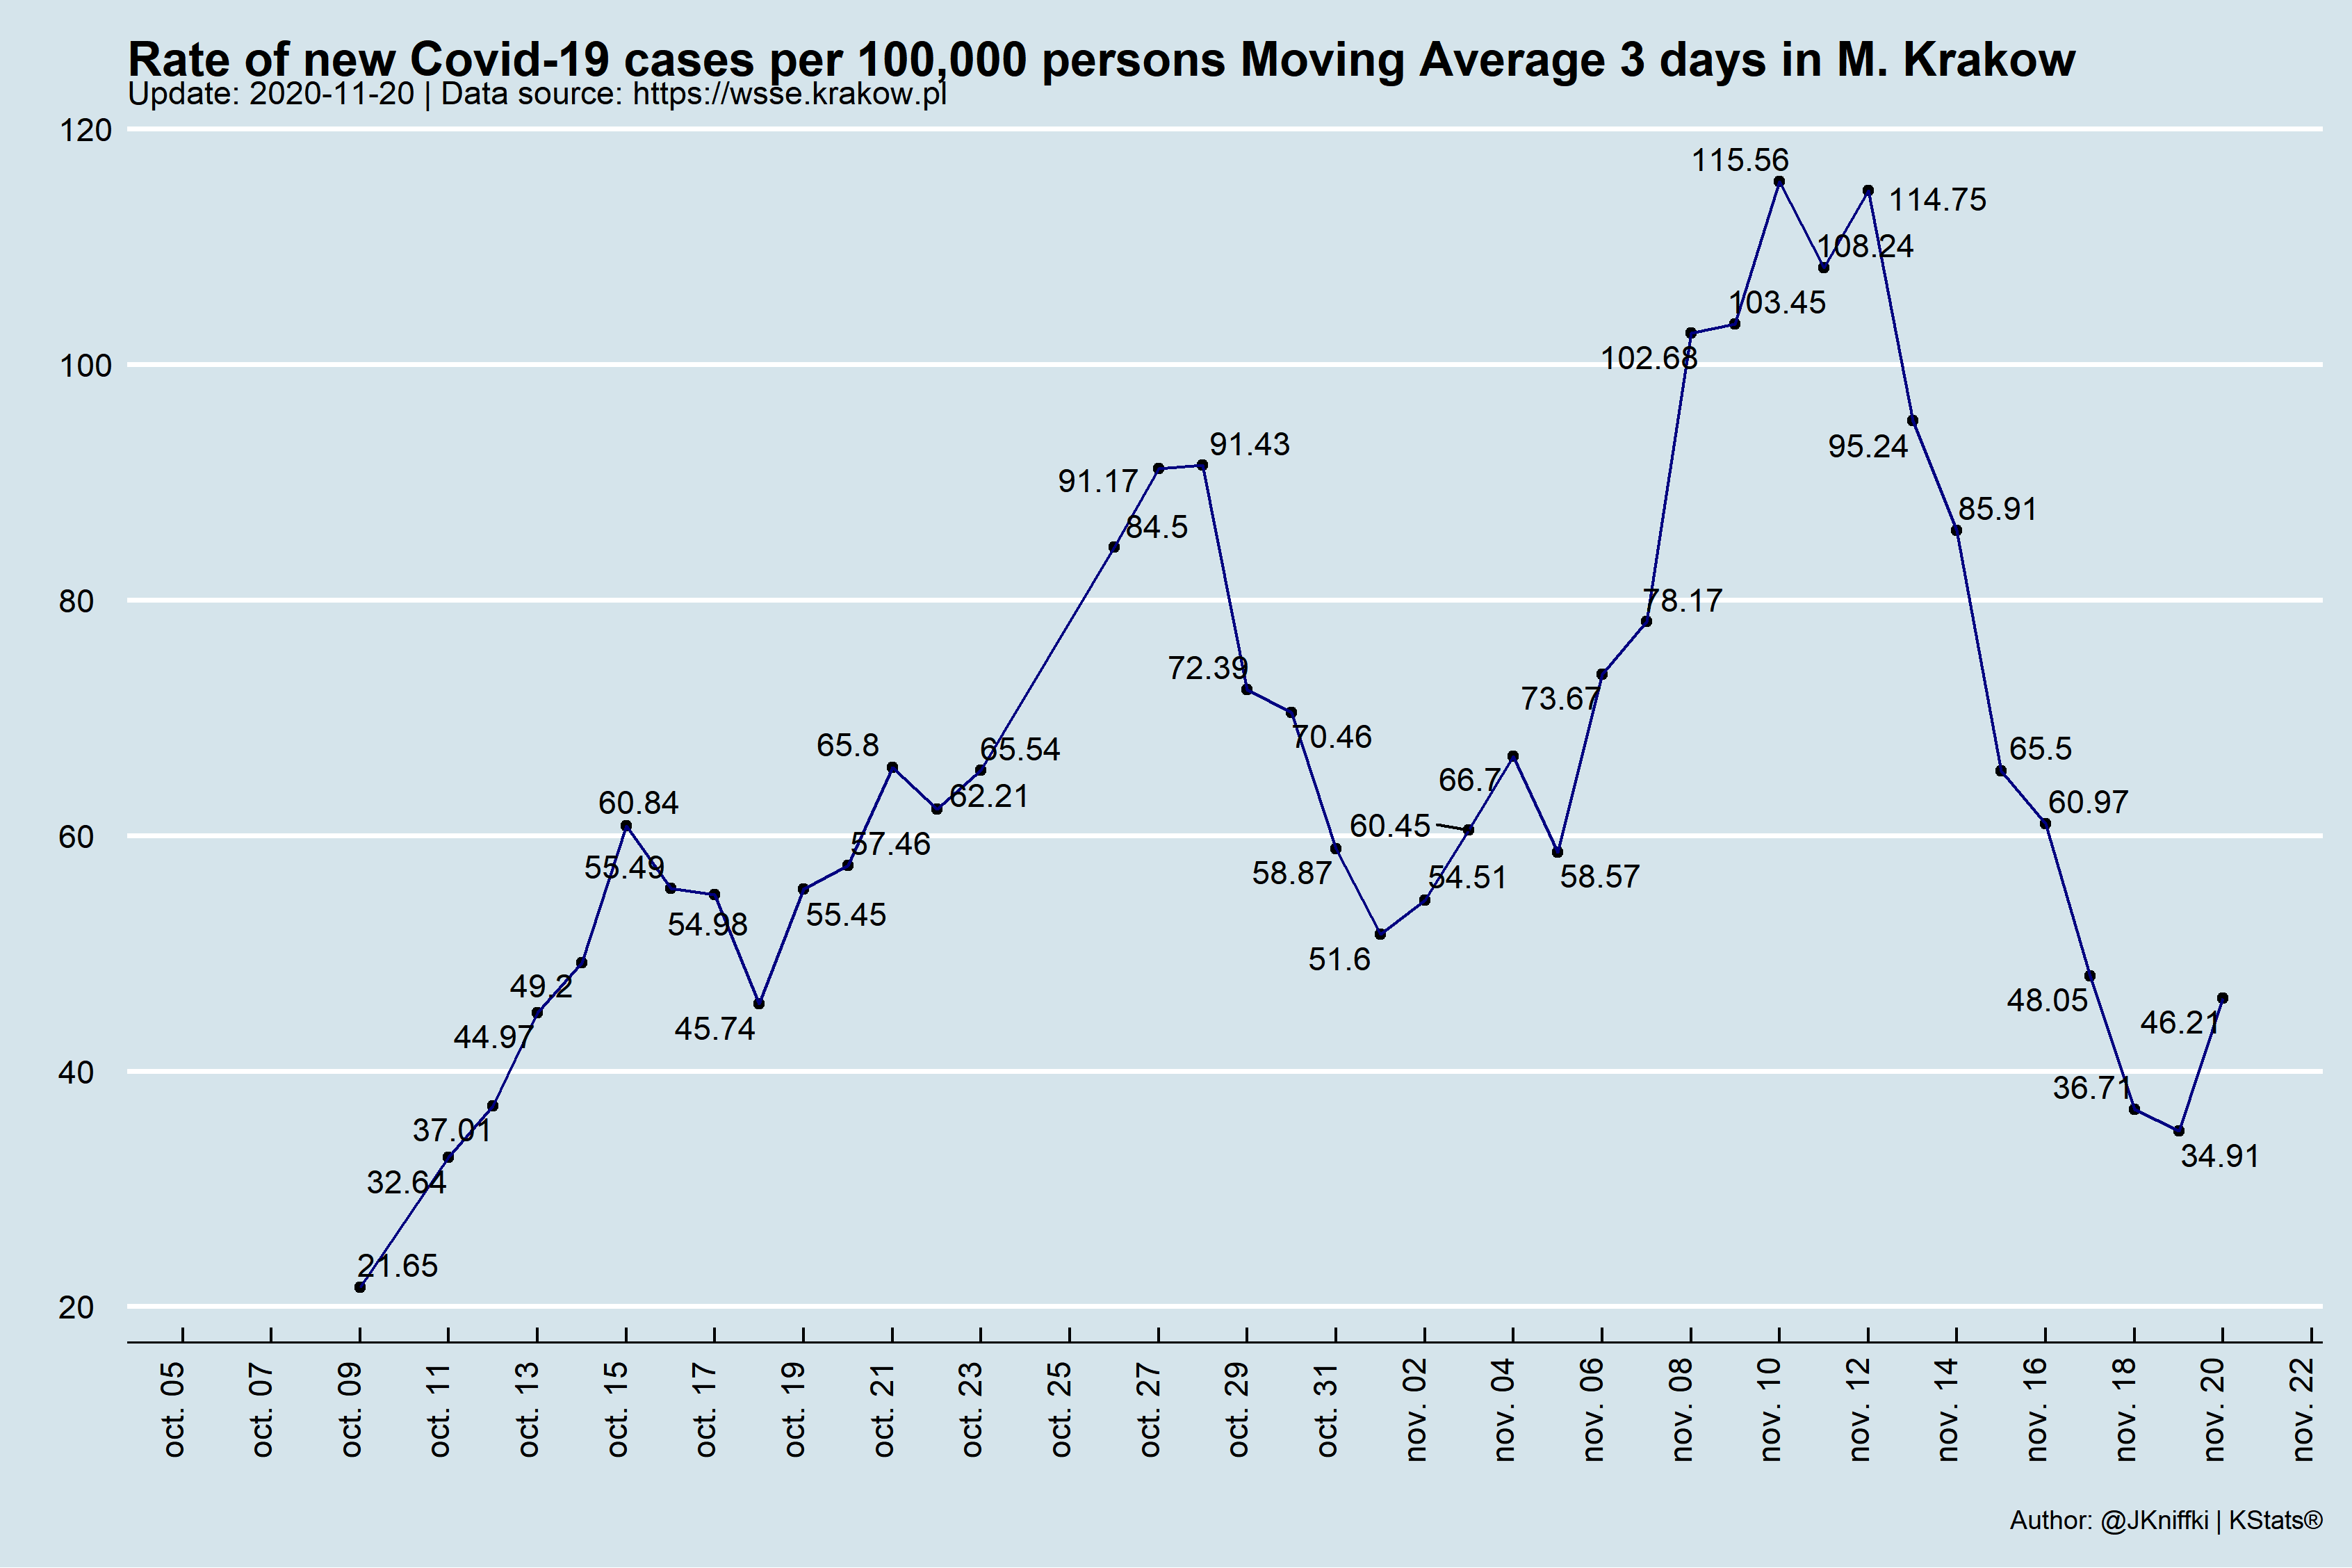 Rate of new Covid-19 cases per 100,000 persons Moving Average 3 days in M. Krakow
Update: 2020-11-20 | Data source: https://wsse.krakow.pl
120
100
80
60
40
20
21.65
32.64
37.01
44.97
49.2
60.84
55.49
54.98
45.74
55.45
57.46
65.8
62.21
65.54
84.5
91.17
91.43
72.39
70.46
58.87
51.6
54.51
60.45
66.7
58.57
73.67
78.17
102.68
103.45
115.56
108.24
114.75
95.24
85.91
65.5
60.97
48.05
36.71
34.91
46.21
oct. 05
oct. 07
oct. 09
oct. 11
oct. 13
oct. 15
oct. 17
oct. 19
oct. 21
oct. 23
oct. 25
oct. 27
oct. 29
oct. 31
nov. 02
nov. 04
nov. 06
nov. 08
nov. 10
nov. 12
nov. 14
nov. 16
nov. 18
nov. 20
nov. 22
Author: @JKniffki | KStats®